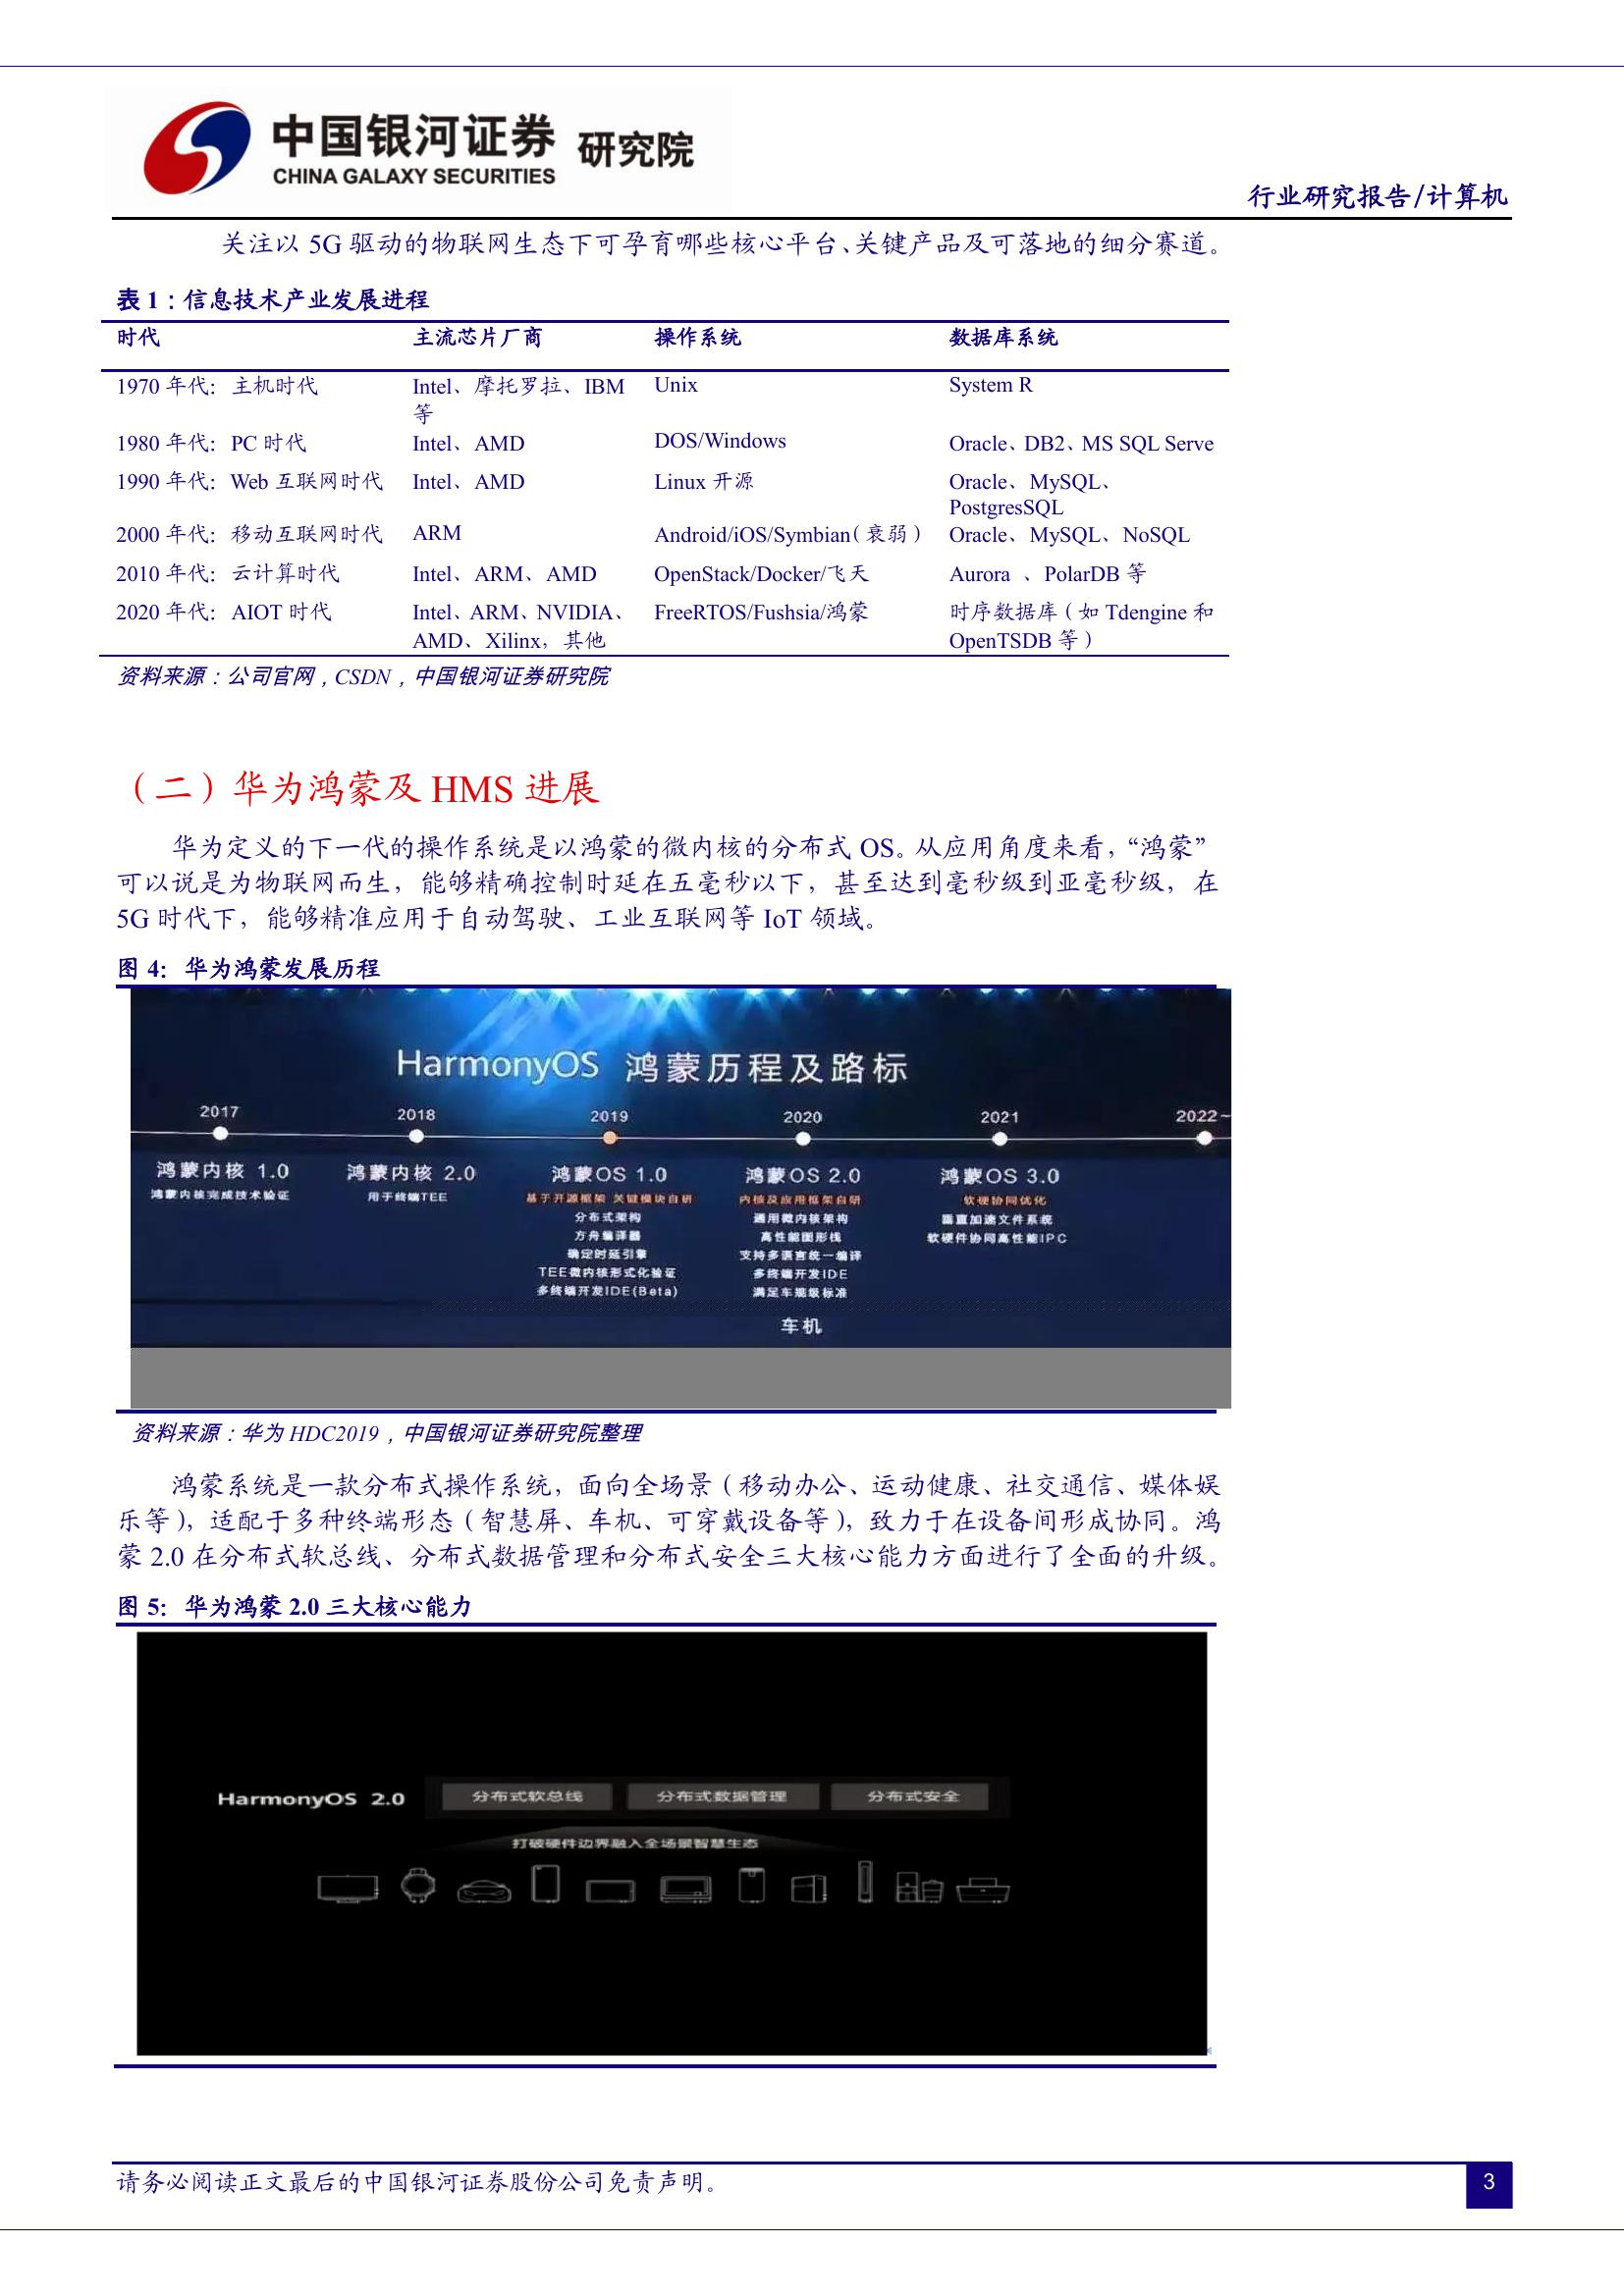 中国银河证券 研究院
CHINA GALAXY SECURITIES
行业研究报告/计算机
关注以 5G 驱动的物联网生态下可孕育哪些核心平台、关键产品及可落地的细分赛道。
表 1：信息技术产业发展进程
时代 主流芯片厂商 操作系统 数据库系统
1970 年代：主机时代 Intel、摩托罗拉、IBM Unix System R
等
1980 年代：PC 时代 Intel、AMD DOS/Windows Oracle、DB2、MS SQL Serve
1990 年代：Web 互联网时代 Intel、AMD Linux 开源 Oracle、MySQL、
PostgresSQL
2000 年代：移动互联网时代 ARM Android/iOS/Symbian（衰弱） Oracle、MySQL、NoSQL
2010 年代：云计算时代 Intel、ARM、AMD OpenStack/Docker/飞天 Aurora 、PolarDB 等
2020 年代：AIOT 时代 Intel、ARM、NVIDIA、 FreeRTOS/Fushsia/鸿蒙 时序数据库（如 Tdengine 和
AMD、Xilinx，其他 OpenTSDB 等）
资料来源：公司官网，CSDN，中国银河证券研究院
（二）华为鸿蒙及 HMS 进展
华为定义的下一代的操作系统是以鸿蒙的微内核的分布式 OS。从应用角度来看，“鸿蒙”
可以说是为物联网而生，能够精确控制时延在五毫秒以下，甚至达到毫秒级到亚毫秒级，在
5G 时代下，能够精准应用于自动驾驶、工业互联网等 IoT 领域。
图 4：华为鸿蒙发展历程
HarmonyOS 鸿蒙历程及路标
2017 2018 2019 2020 2021 2022~
鸿蒙内核 1.0 鸿蒙内核 2.0 鸿蒙OS 1.0 鸿蒙OS 2.0 鸿蒙OS 3.0
鸿蒙内核完成技术验证 用于终端TEE 基于开源框架 关键模块自研 内核及应用框架自研 软硬协同优化
分布式架构 通用微内核架构 垂直加速文件系统
方舟编译器 高性能图形栈 软硬件协同高性能IPC
确定时延引擎 支持多语言统一编译
TEE微内核形式化验证 多终端开发IDE
多终端开发IDE(Beta) 满足车规级标准
车机
资料来源：华为 HDC2019，中国银河证券研究院整理
鸿蒙系统是一款分布式操作系统，面向全场景（移动办公、运动健康、社交通信、媒体娱
乐等），适配于多种终端形态（智慧屏、车机、可穿戴设备等），致力于在设备间形成协同。鸿
蒙 2.0 在分布式软总线、分布式数据管理和分布式安全三大核心能力方面进行了全面的升级。
图 5：华为鸿蒙 2.0 三大核心能力
HarmonyOS 2.0 分布式软总线 分布式数据管理 分布式安全
打破硬件边界融入全场景智慧生态
请务必阅读正文最后的中国银河证券股份公司免责声明。
3